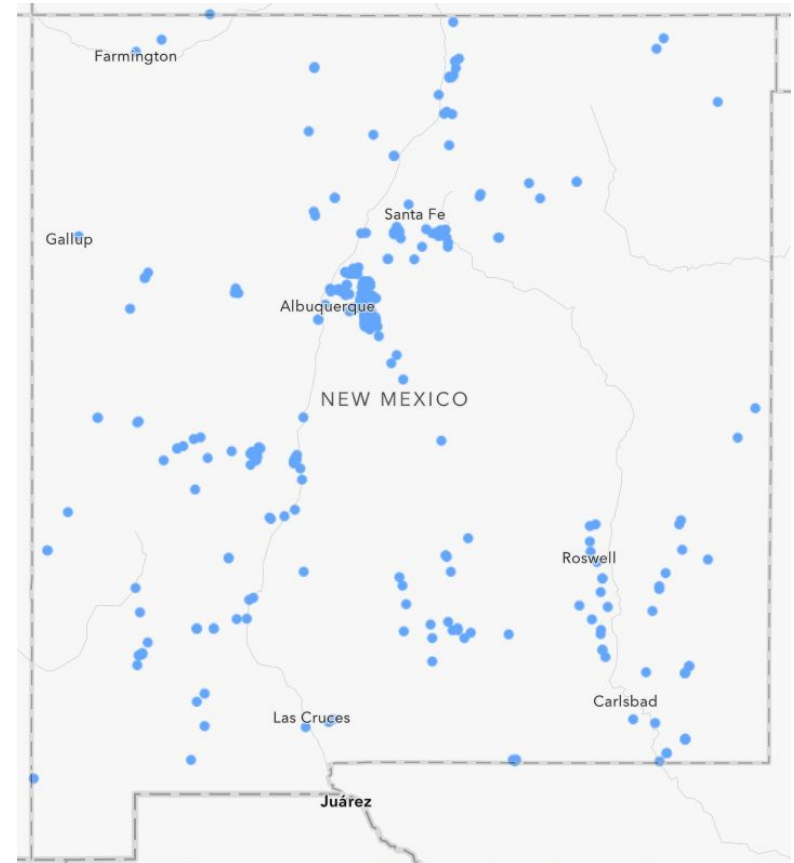 Farmington
Santa Fe
Gallup
Albuquerque
NEW MEXICO
Roswell
Carlsbad
Las Cruces
Juárez